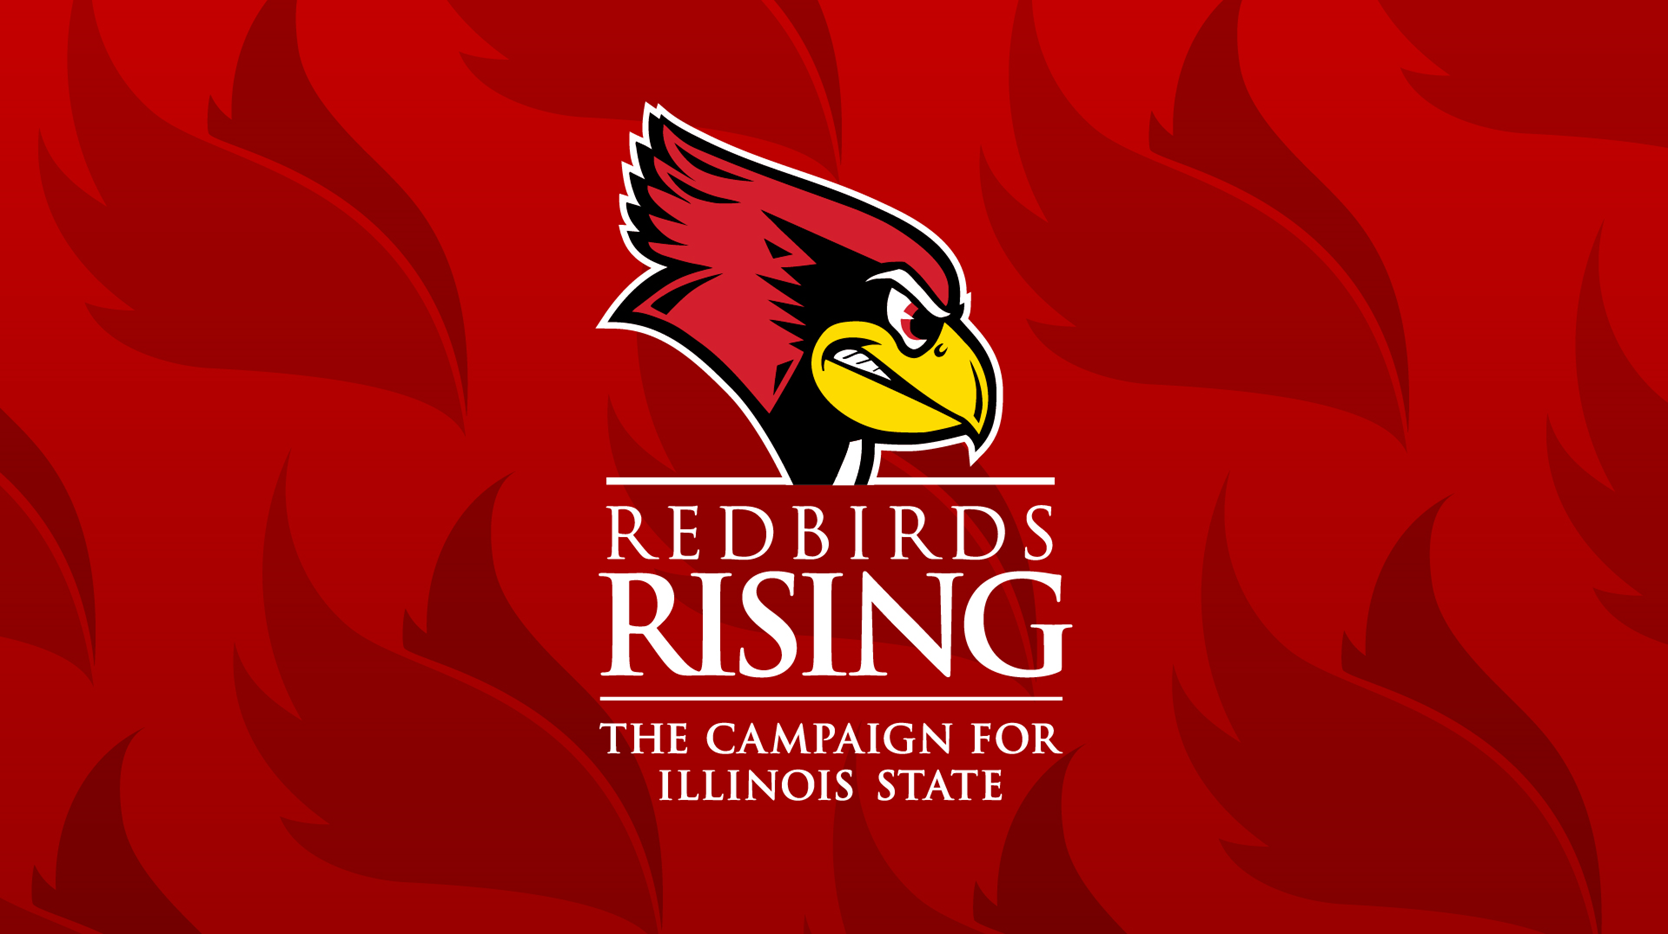 REDBIRDS
RISING
THE CAMPAIGN FOR
ILLINOIS STATE